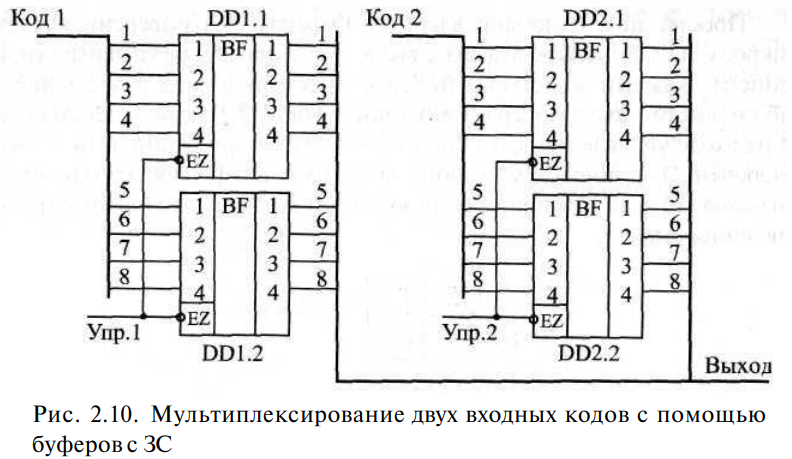 Код 1 DD1.1 Код 2 DD2.1
1 1 BF 1 1 1 1 BF 1 1
2 2 2 2 2 2 2 2
3 3 3 3 3 3 3 3
4 4 4 4 4 4 4 4
EZ EZ
5 1 BF 1 5 5 1 BF 1 5
6 2 2 6 6 2 2 6
7 3 3 7 7 3 3 7
8 4 4 8 8 4 4 8
Упр.1 EZ Упр.2 EZ
DD1.2 DD2.2
Выход
Рис. 2.10. Мультиплексирование двух входных кодов с помощью
буферов с 3С